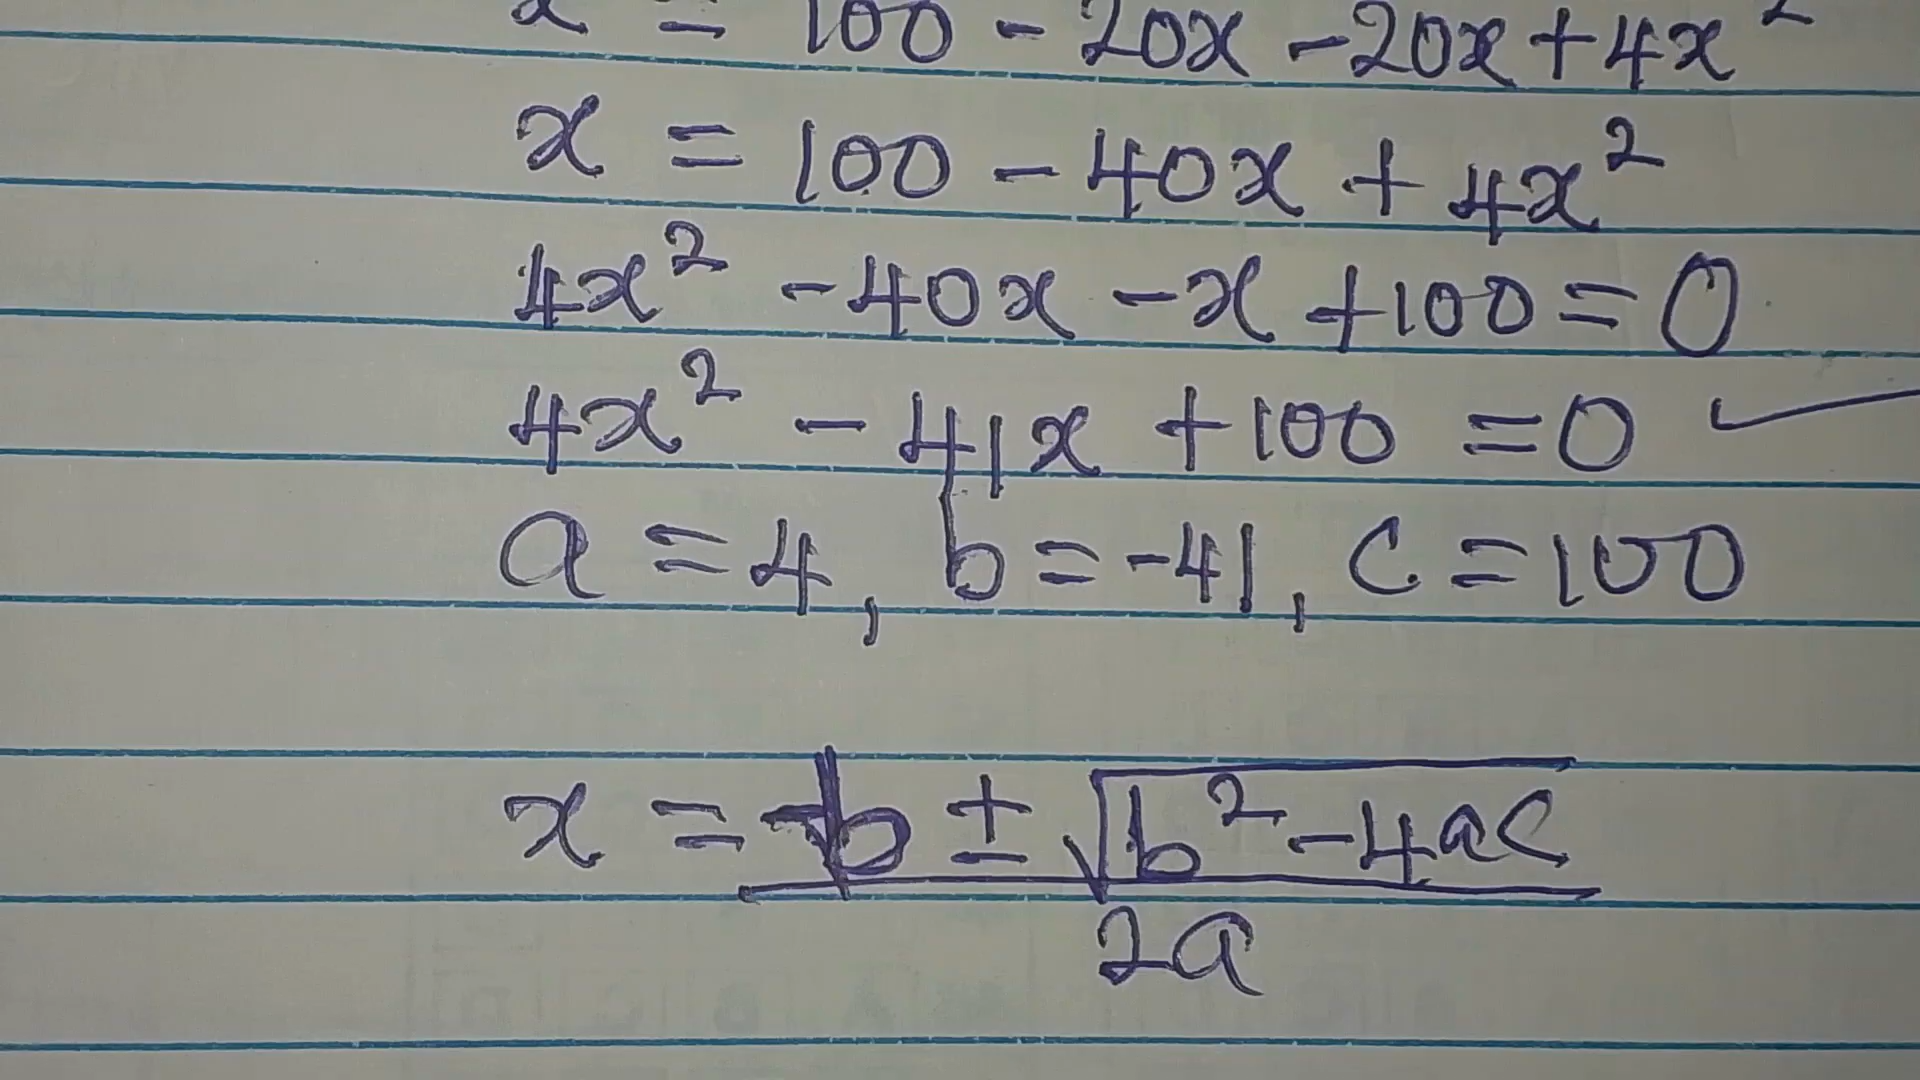 x = 100 - 20x - 20x + 4x²
x = 100 - 40x + 4x²
4x² - 40x - x + 100 = 0
4x² - 41x + 100 = 0 ✓
a = 4, b = -41, c = 100
x = -b ± √b² - 4ac
2a